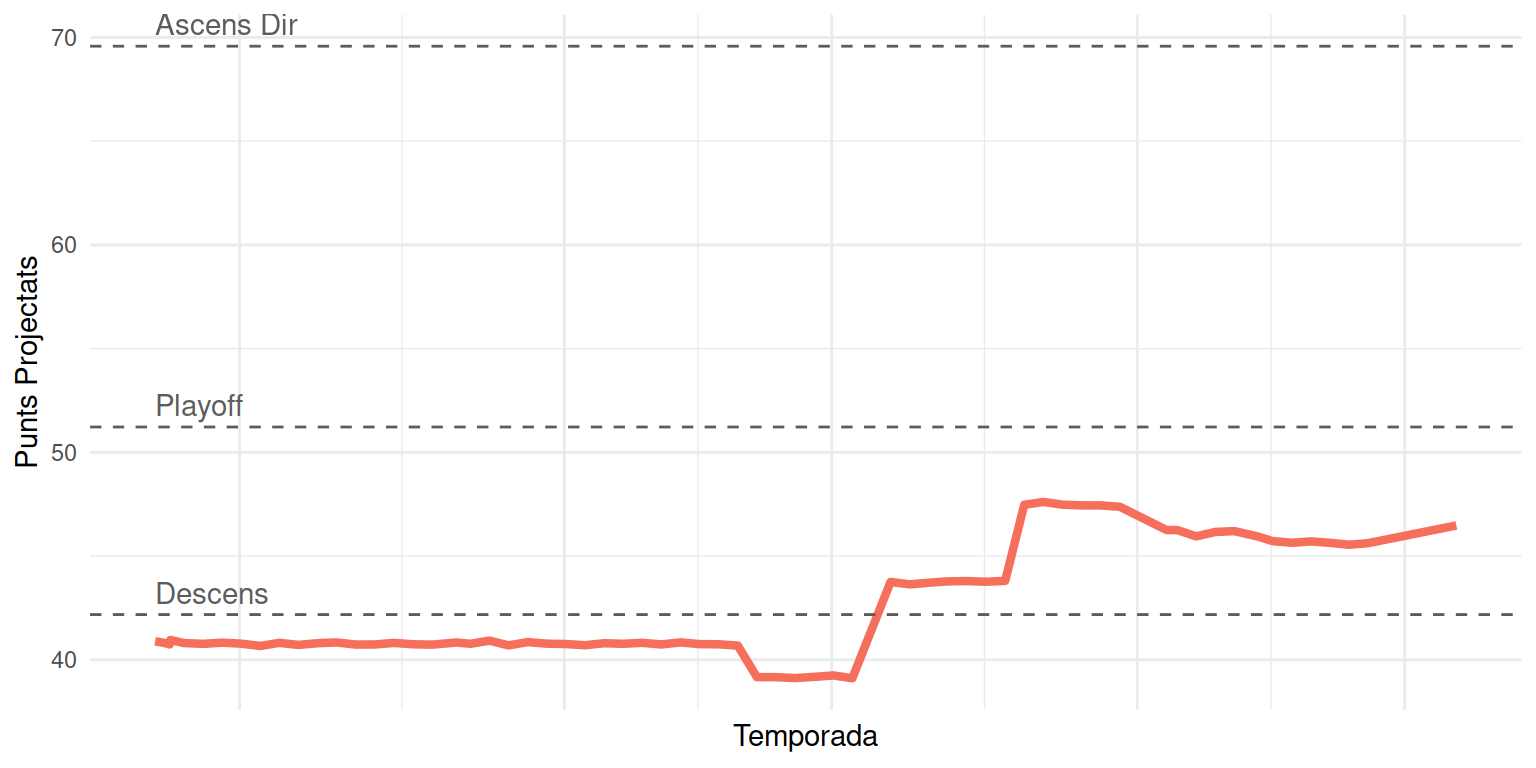 Ascens Dir
70
60
Punts Projectats
Playoff
50
Descens
40
Temporada